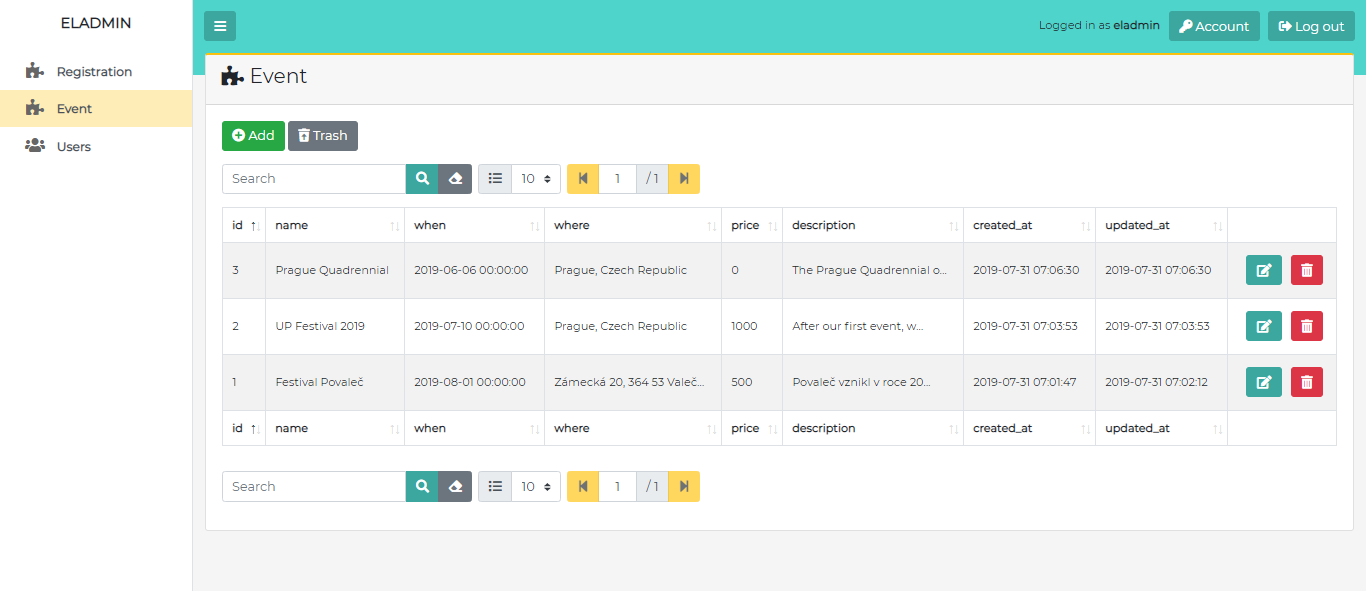 ELADMIN
Logged in as eladmin Account Log out
Registration
Event
Users
Event
Add Trash
Search 10 1 / 1
id name when where price description created_at updated_at
3 Prague Quadrennial 2019-06-06 00:00:00 Prague, Czech Republic 0 The Prague Quadrennial o... 2019-07-31 07:06:30 2019-07-31 07:06:30
2 UP Festival 2019 2019-07-10 00:00:00 Prague, Czech Republic 1000 After our first event, w... 2019-07-31 07:03:53 2019-07-31 07:03:53
1 Festival Povaleč 2019-08-01 00:00:00 Zámecká 20, 364 53 Valeč... 500 Povaleč vznikl v roce 20... 2019-07-31 07:01:47 2019-07-31 07:02:12
id name when where price description created_at updated_at
Search 10 1 / 1